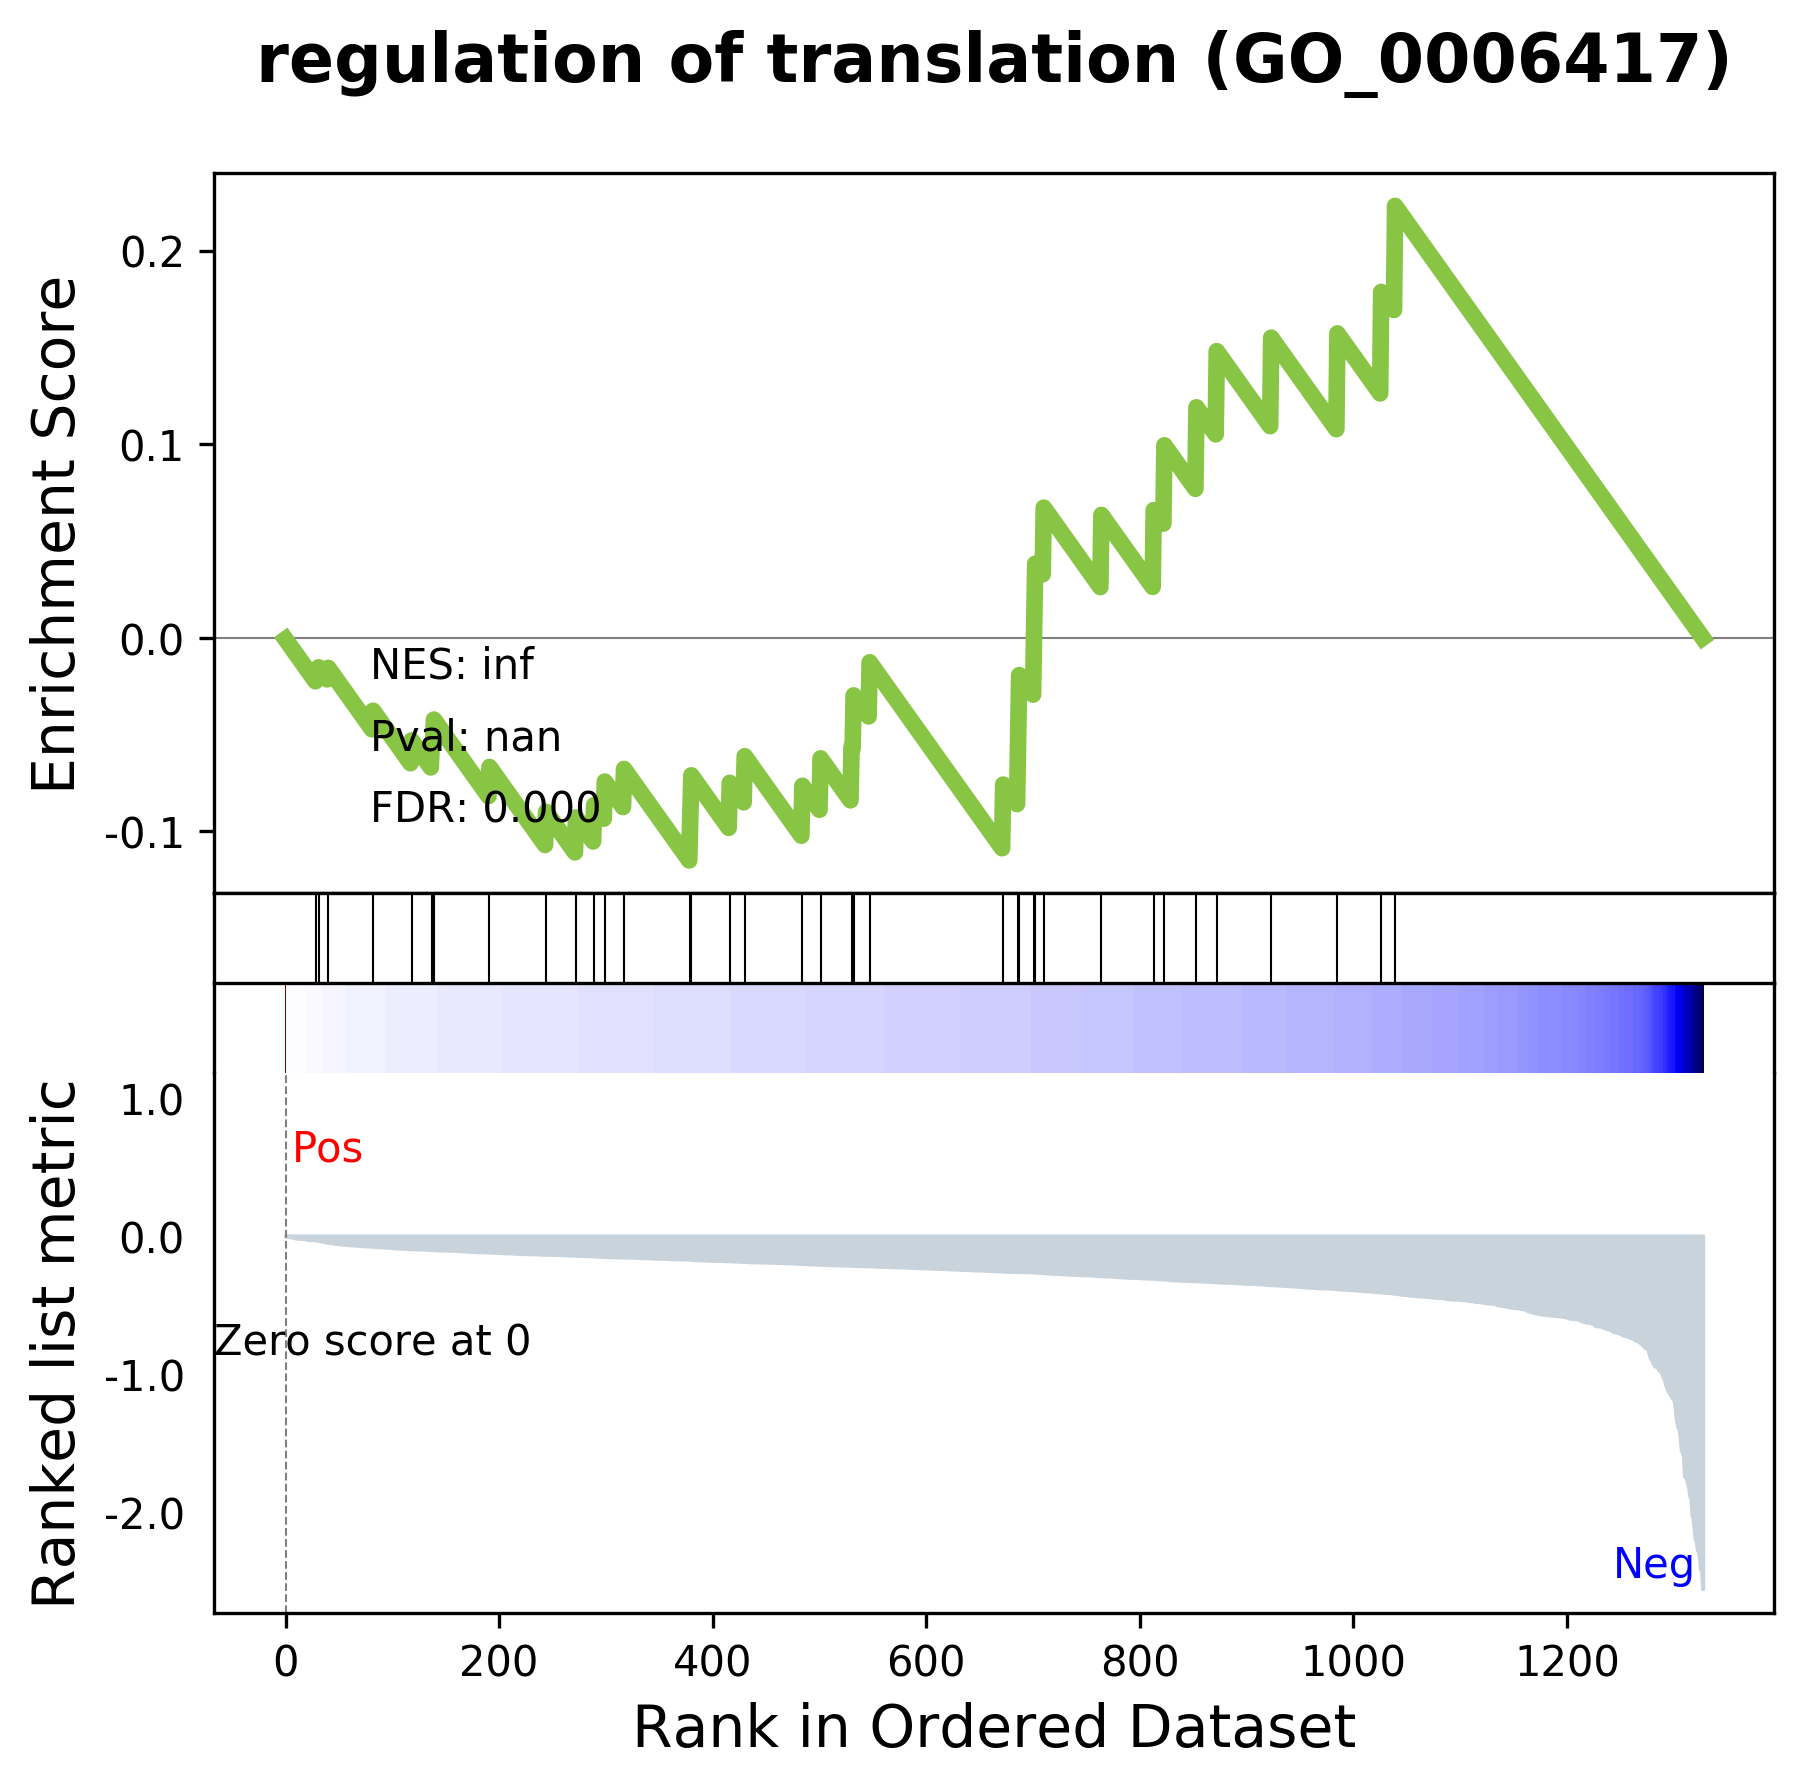 regulation of translation (GO_0006417)
Enrichment Score
0.2
0.1
0.0
-0.1
NES: inf
Pval: nan
FDR: 0.000
Ranked list metric
1.0
0.0
-1.0
-2.0
Pos
Zero score at 0
Neg
0 200 400 600 800 1000 1200
Rank in Ordered Dataset